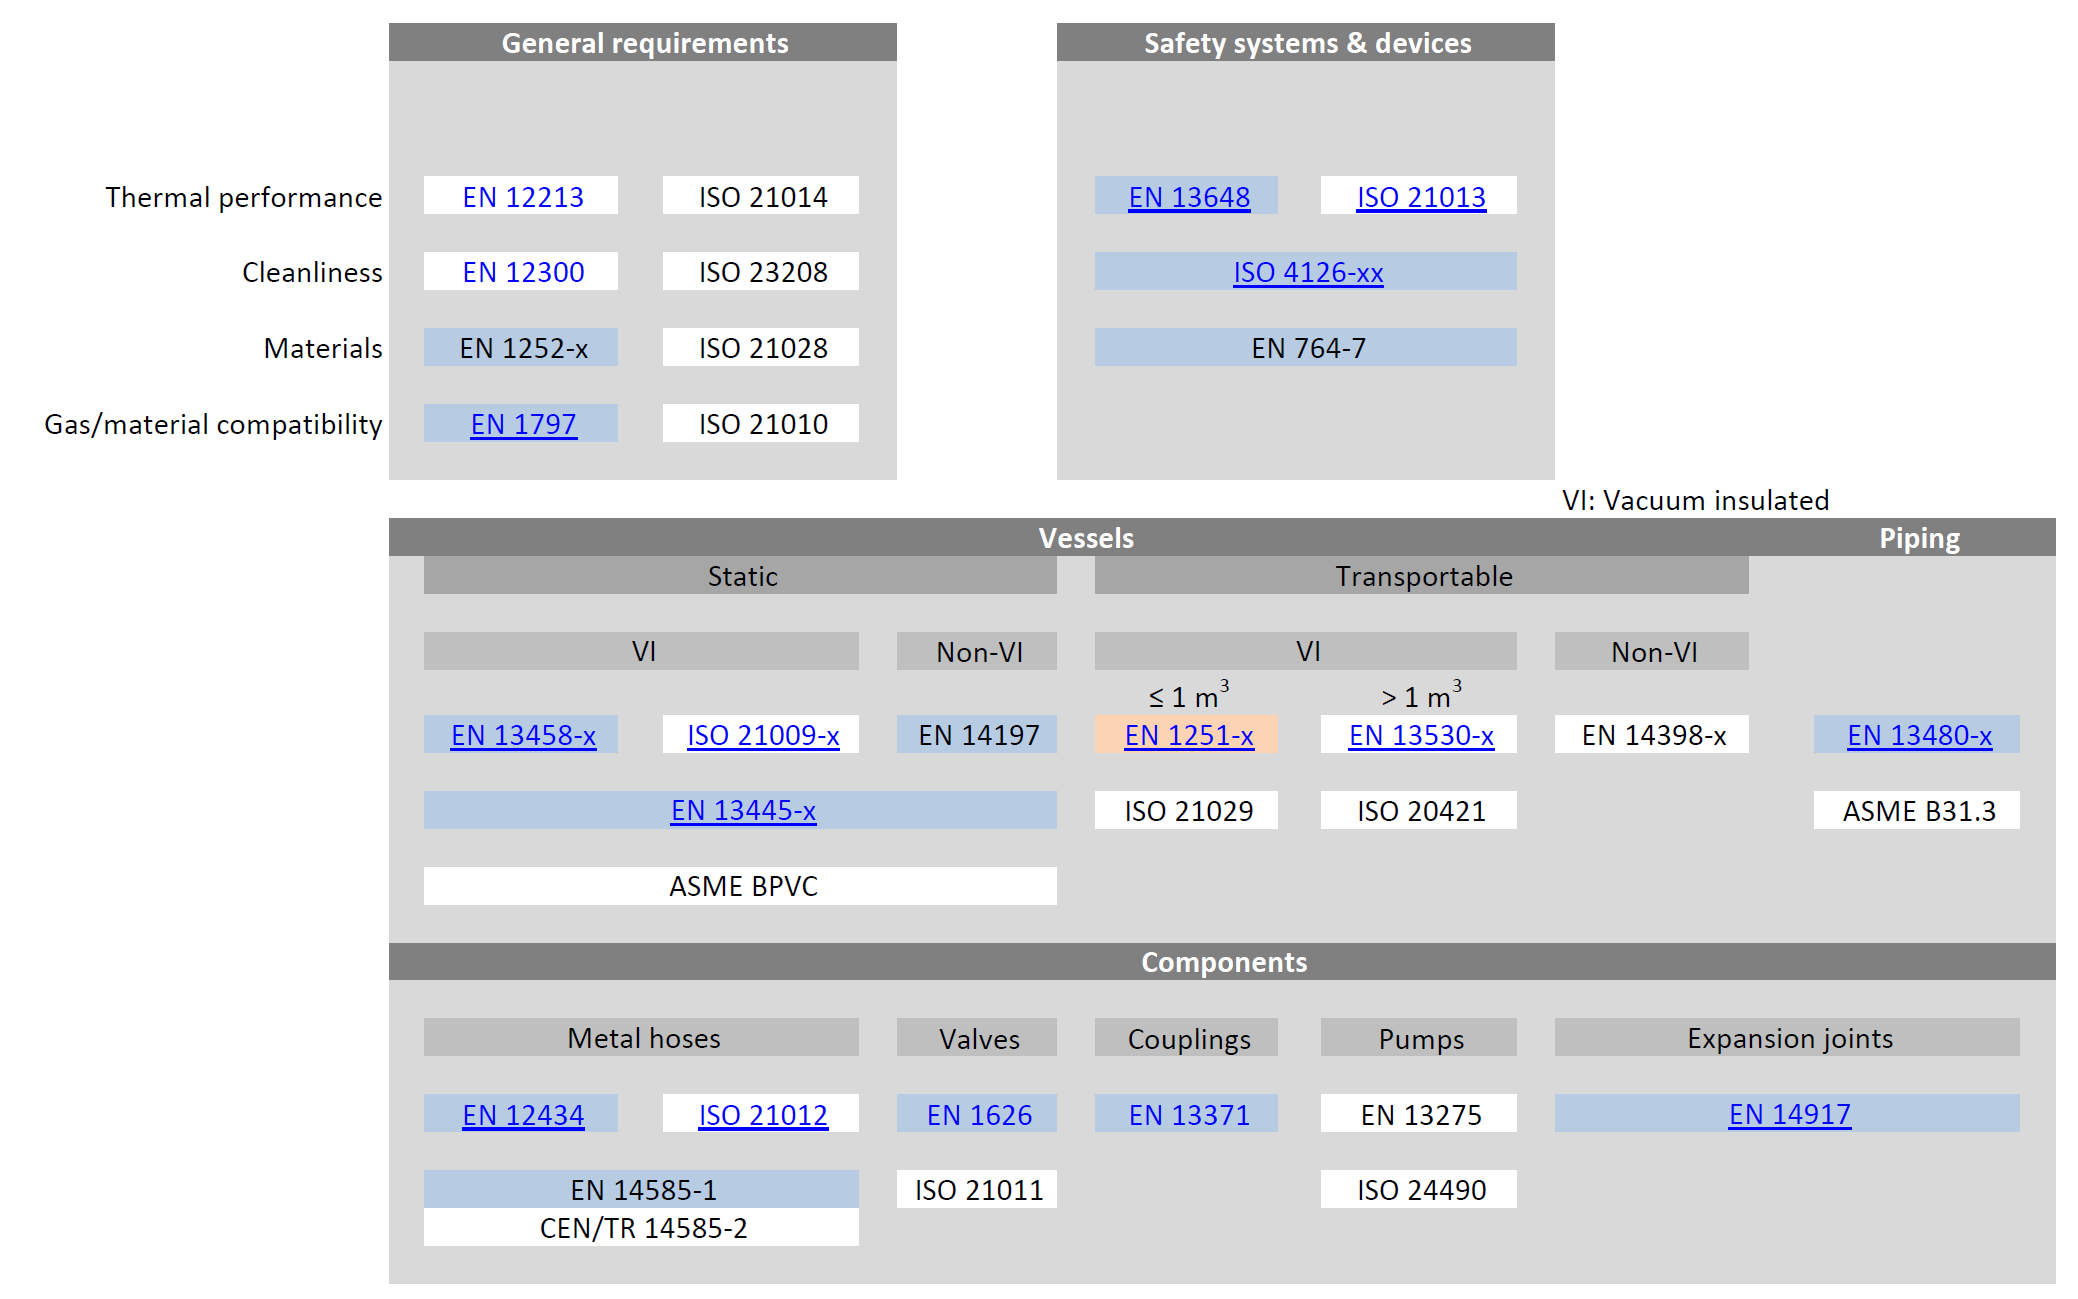 General requirements
Safety systems & devices
Thermal performance EN 12213 ISO 21014 EN 13648 ISO 21013
Cleanliness EN 12300 ISO 23208 ISO 4126-xx
Materials EN 1252-x ISO 21028 EN 764-7
Gas/material compatibility EN 1797 ISO 21010
VI: Vacuum insulated
Vessels Piping
Static Transportable
VI Non-VI VI Non-VI
≤ 1 m³ > 1 m³
EN 13458-x ISO 21009-x EN 14197 EN 1251-x EN 13530-x EN 14398-x EN 13480-x
EN 13445-x ISO 21029 ISO 20421 ASME B31.3
ASME BPVC
Components
Metal hoses Valves Couplings Pumps Expansion joints
EN 12434 ISO 21012 EN 1626 EN 13371 EN 13275 EN 14917
EN 14585-1 ISO 21011 ISO 24490
CEN/TR 14585-2